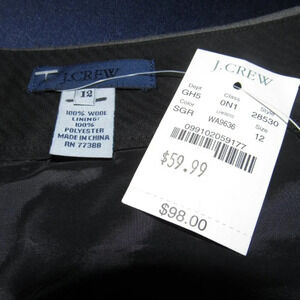 J.CREW
12
100% WOOL
LINING:
100%
POLYESTER
MADE IN CHINA
RN 77388
J.CREW
Dept Class Style
GH5 0N1 28530
Color Size
SGR WA9636 12
099102059177
$59.99
$98.00